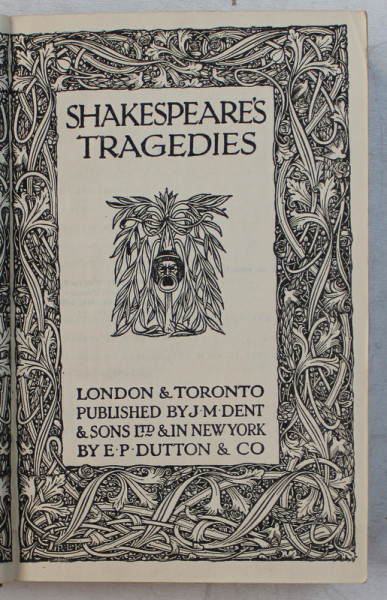 SHAKESPEARE'S
TRAGEDIES
LONDON & TORONTO
PUBLISHED BY J·M·DENT
& SONS LTD & IN NEW YORK
BY E·P·DUTTON & CO